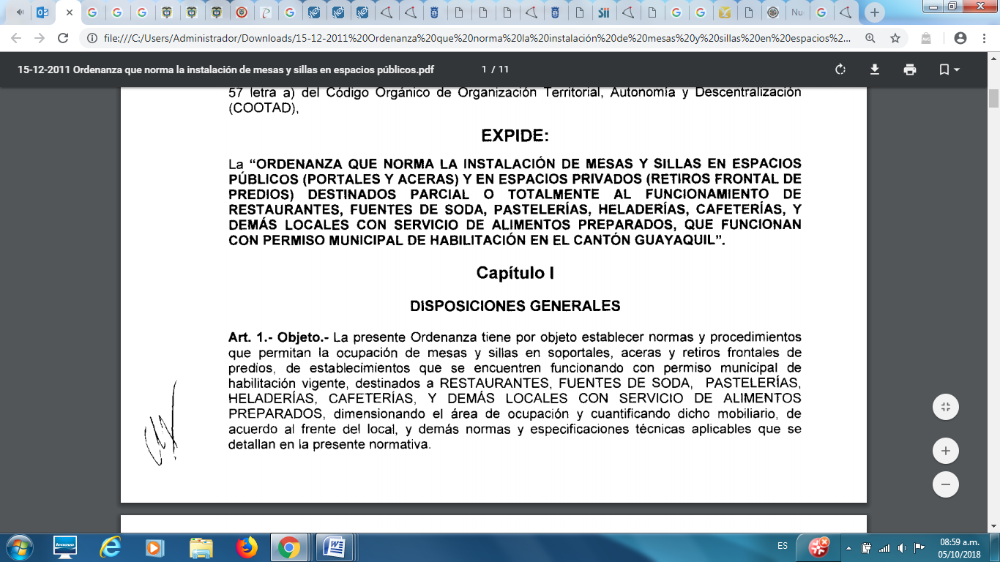 Nu
file:///C:/Users/Administrador/Downloads/15-12-2011%20Ordenanza%20que%20norma%20la%20instalación%20de%20mesas%20y%20sillas%20en%20espacios%2...
15-12-2011 Ordenanza que norma la instalación de mesas y sillas en espacios públicos.pdf
1 / 11
57 letra a) del Código Orgánico de Organización Territorial, Autonomía y Descentralización
(COOTAD),
EXPIDE:
La “ORDENANZA QUE NORMA LA INSTALACIÓN DE MESAS Y SILLAS EN ESPACIOS
PÚBLICOS (PORTALES Y ACERAS) Y EN ESPACIOS PRIVADOS (RETIROS FRONTAL DE
PREDIOS) DESTINADOS PARCIAL O TOTALMENTE AL FUNCIONAMIENTO DE
RESTAURANTES, FUENTES DE SODA, PASTELERÍAS, HELADERÍAS, CAFETERÍAS, Y
DEMÁS LOCALES CON SERVICIO DE ALIMENTOS PREPARADOS, QUE FUNCIONAN
CON PERMISO MUNICIPAL DE HABILITACIÓN EN EL CANTÓN GUAYAQUIL”.
Capítulo I
DISPOSICIONES GENERALES
Art. 1.- Objeto.- La presente Ordenanza tiene por objeto establecer normas y procedimientos
que permitan la ocupación de mesas y sillas en soportales, aceras y retiros frontales de
predios, de establecimientos que se encuentren funcionando con permiso municipal de
habilitación vigente, destinados a RESTAURANTES, FUENTES DE SODA, PASTELERÍAS,
HELADERÍAS, CAFETERÍAS, Y DEMÁS LOCALES CON SERVICIO DE ALIMENTOS
PREPARADOS, dimensionando el área de ocupación y cuantificando dicho mobiliario, de
acuerdo al frente del local, y demás normas y especificaciones técnicas aplicables que se
detallan en la presente normativa.
ES
08:59 a.m.
05/10/2018